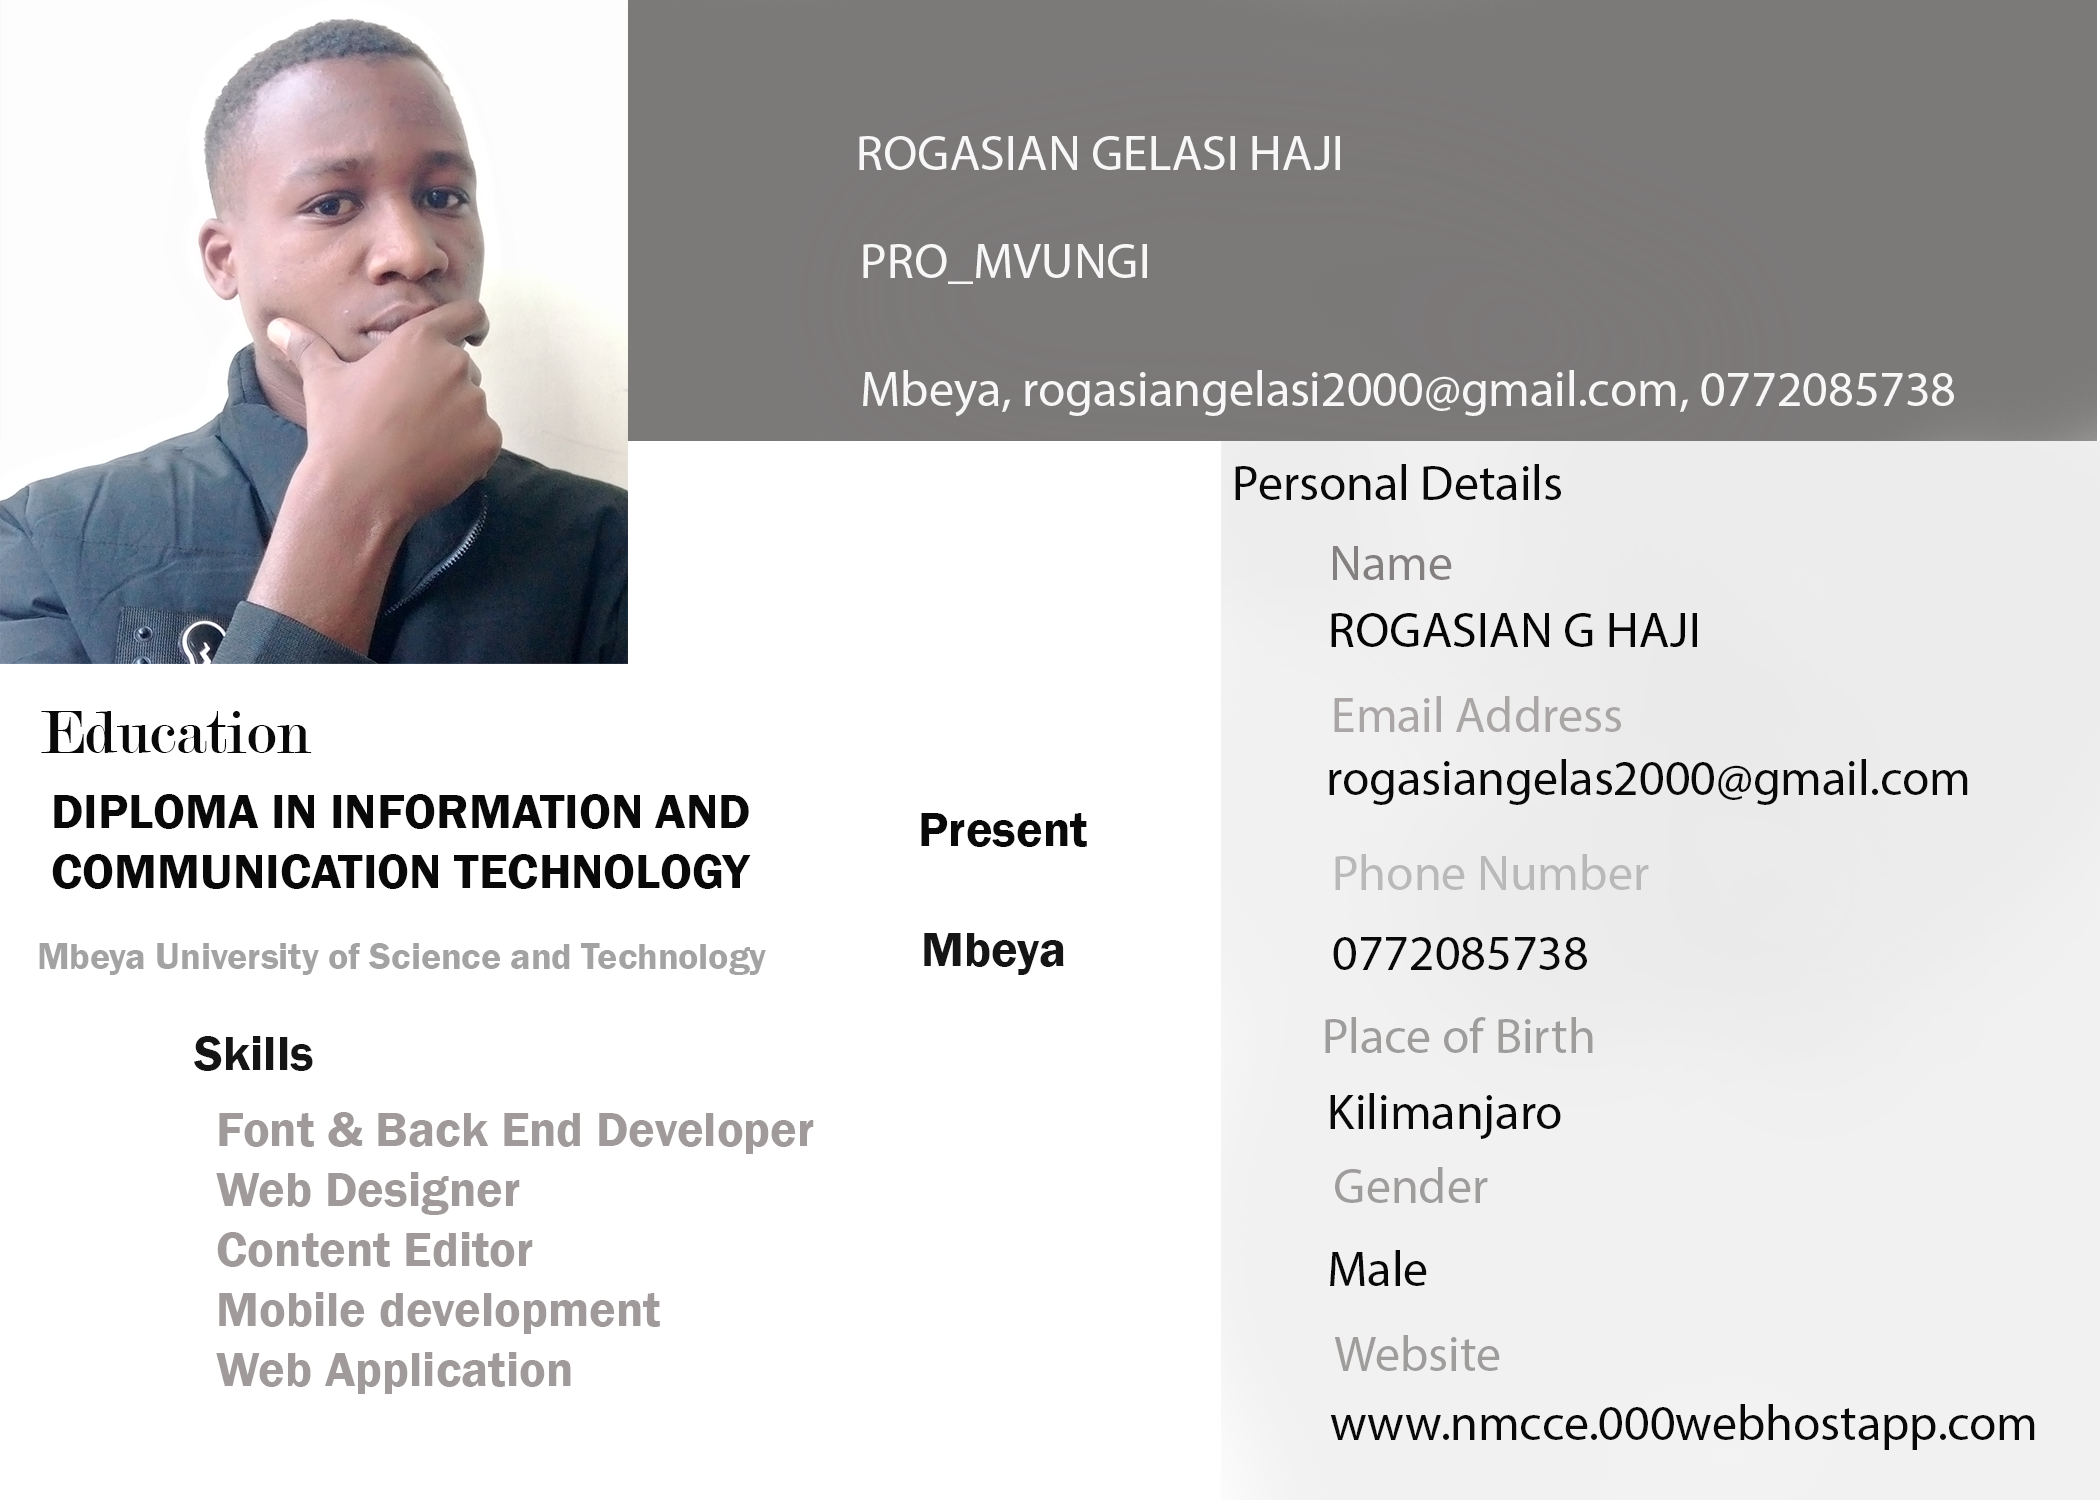 ROGASIAN GELASI HAJI
PRO_MVUNGI
Mbeya, rogasiangelasi2000@gmail.com, 0772085738
Education
DIPLOMA IN INFORMATION AND
COMMUNICATION TECHNOLOGY
Present
Mbeya University of Science and Technology
Mbeya
Skills
Font & Back End Developer
Web Designer
Content Editor
Mobile development
Web Application
Personal Details
Name
ROGASIAN G HAJI
Email Address
rogasiangelas2000@gmail.com
Phone Number
0772085738
Place of Birth
Kilimanjaro
Gender
Male
Website
www.nmcce.000webhostapp.com